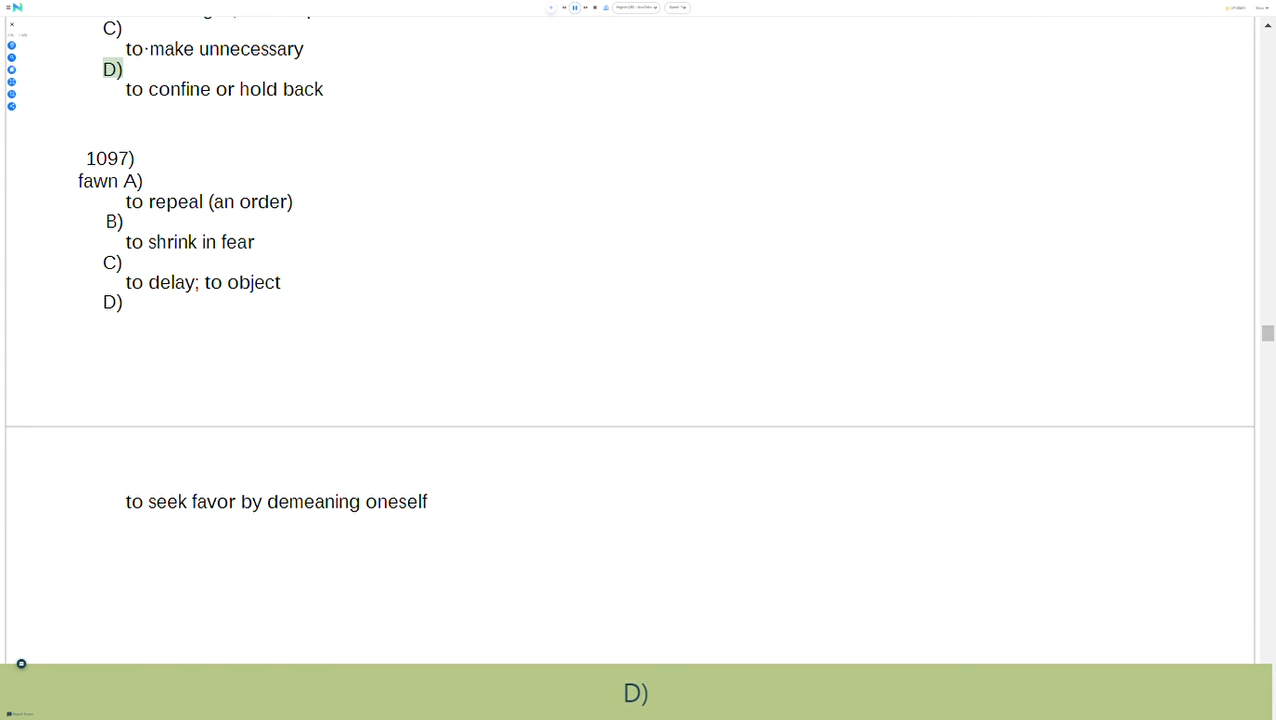 C)
to·make unnecessary
D)
to confine or hold back
1097)
fawn A)
to repeal (an order)
B)
to shrink in fear
C)
to delay; to object
D)
to seek favor by demeaning oneself
D)